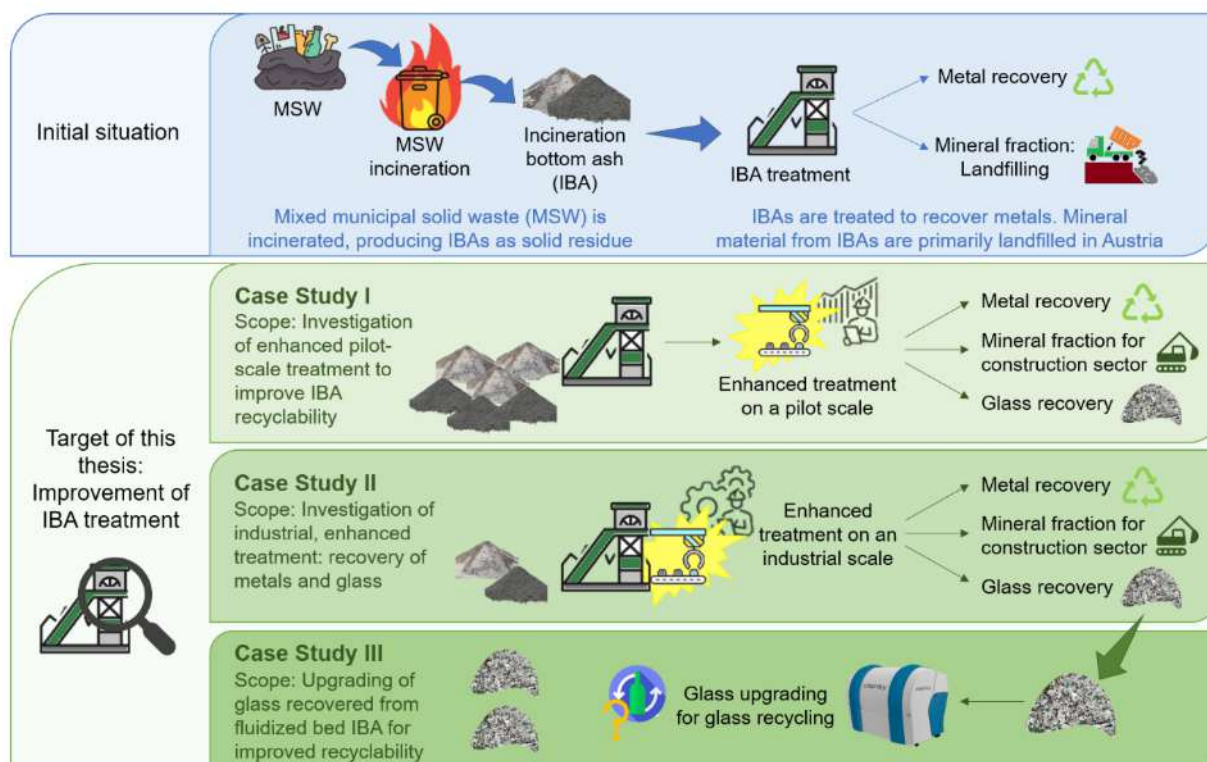 Initial situation
MSW
MSW
incineration
Incineration
bottom ash
(IBA)
Mixed municipal solid waste (MSW) is
incinerated, producing IBAs as solid residue
IBA treatment
Metal recovery
Mineral fraction:
Landfilling
IBAs are treated to recover metals. Mineral
material from IBAs are primarily landfilled in Austria
Target of this
thesis:
Improvement of
IBA treatment
Case Study I
Scope: Investigation
of enhanced pilot-
scale treatment to
improve IBA
recyclability
Enhanced treatment
on a pilot scale
Metal recovery
Mineral fraction for
construction sector
Glass recovery
Case Study II
Scope: Investigation of
industrial, enhanced
treatment: recovery of
metals and glass
Enhanced
treatment on an
industrial scale
Metal recovery
Mineral fraction for
construction sector
Glass recovery
Case Study III
Scope: Upgrading of
glass recovered from
fluidized bed IBA for
improved recyclability
Glass upgrading
for glass recycling